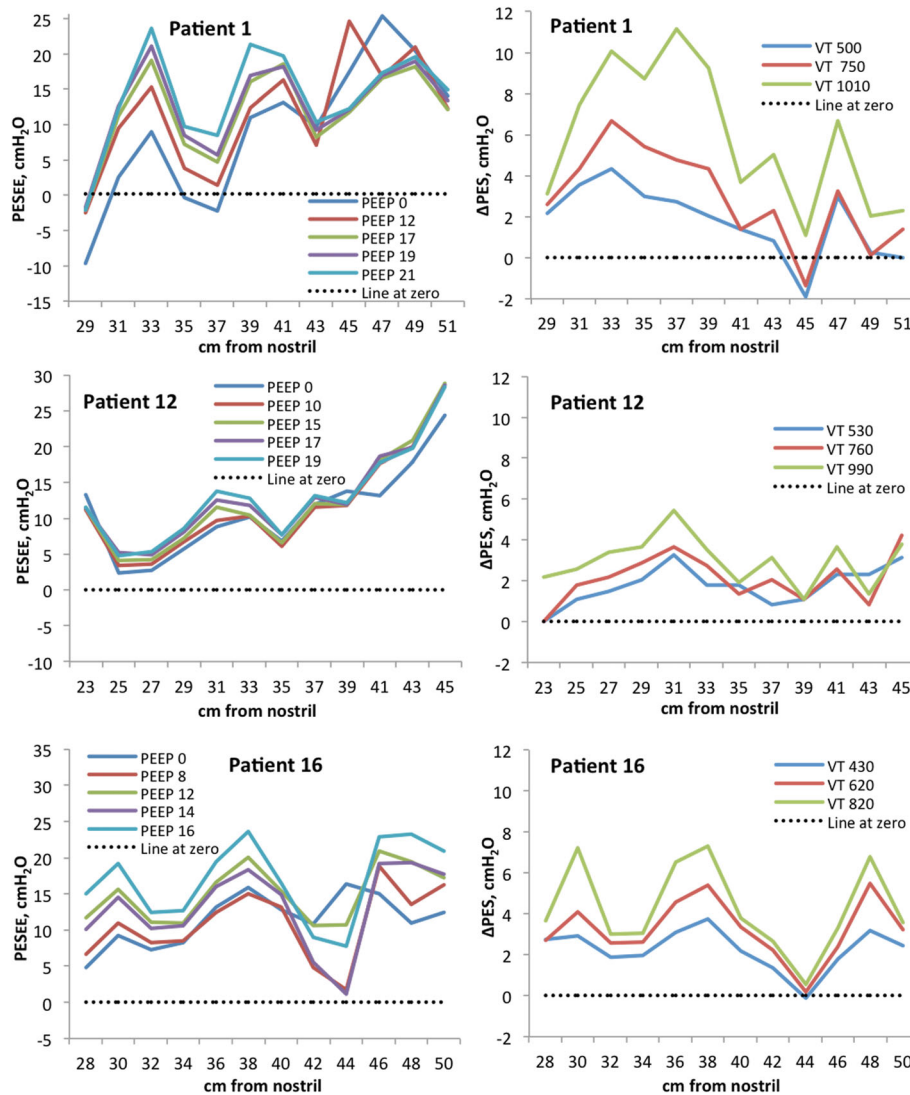 Patient 1
PESEE, cmH₂O
25
20
15
10
5
0
-5
-10
-15
PEEP 0
PEEP 12
PEEP 17
PEEP 19
PEEP 21
Line at zero
29 31 33 35 37 39 41 43 45 47 49 51
cm from nostril
Patient 1
ΔPES, cmH₂O
12
10
8
6
4
2
0
-2
VT 500
VT 750
VT 1010
Line at zero
29 31 33 35 37 39 41 43 45 47 49 51
cm from nostril
Patient 12
PESEE, cmH₂O
30
25
20
15
10
5
0
-5
-10
PEEP 0
PEEP 10
PEEP 15
PEEP 17
PEEP 19
Line at zero
23 25 27 29 31 33 35 37 39 41 43 45
cm from nostril
Patient 12
ΔPES, cmH₂O
12
10
8
6
4
2
0
-2
VT 530
VT 760
VT 990
Line at zero
23 25 27 29 31 33 35 37 39 41 43 45
cm from nostril
Patient 16
PESEE, cmH₂O
35
30
25
20
15
10
5
0
-5
PEEP 0
PEEP 8
PEEP 12
PEEP 14
PEEP 16
Line at zero
28 30 32 34 36 38 40 42 44 46 48 50
cm from nostril
Patient 16
ΔPES, cmH₂O
12
10
8
6
4
2
0
-2
VT 430
VT 620
VT 820
Line at zero
28 30 32 34 36 38 40 42 44 46 48 50
cm from nostril